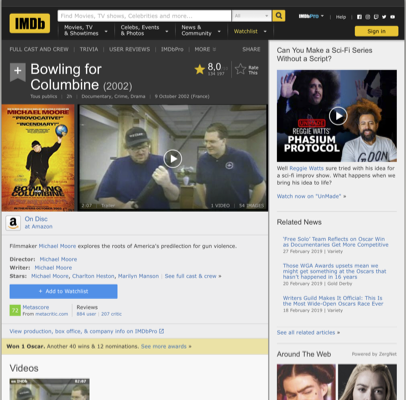 IMDb
Find Movies, TV shows, Celebrities and more...
All
IMDbPro
Help
Movies, TV
& Showtimes
Celebs, Events
& Photos
News &
Community
Watchlist
Sign in
FULL CAST AND CREW | TRIVIA | USER REVIEWS | IMDbPro | MORE
SHARE
Bowling for
Columbine (2002)
8,0
Rate
This
Tous publics | 2h | Documentary, Crime, Drama | 9 October 2002 (France)
MICHAEL MOORE
"PROVOCATIVE!"
"INCENDIARY!"
BOWLING
COLUMBINE
2:07 | Trailer
1 VIDEO | 54 IMAGES
On Disc
at Amazon
Filmmaker Michael Moore explores the roots of America's predilection for gun violence.
Director: Michael Moore
Writer: Michael Moore
Stars: Michael Moore, Charlton Heston, Marilyn Manson | See full cast & crew »
+ Add to Watchlist
72
Metascore
From metacritic.com
Reviews
884 user | 207 critic
View production, box office, & company info on IMDbPro
Won 1 Oscar. Another 40 wins & 12 nominations. See more awards »
Videos
Can You Make a Sci-Fi Series
Without a Script?
REGGIE WATTS'
PHASIUM
PROTOCOL
GOON
Well Reggie Watts sure tried with his idea for
a sci-fi improv show. What happens when we
bring his idea to life?
Watch now on "UnMade" »
Related News
'Free Solo' Team Reflects on Oscar Win
as Documentaries Get More Competitive
27 February 2019 | Variety
Those WGA Awards upsets mean we
might get something at the Oscars that
hasn't happened in 16 years
20 February 2019 | Gold Derby
Writers Guild Makes It Official: This Is
the Most Wide-Open Oscars Race Ever
18 February 2019 | Variety
See all related articles »
Around The Web
Powered by ZergNet